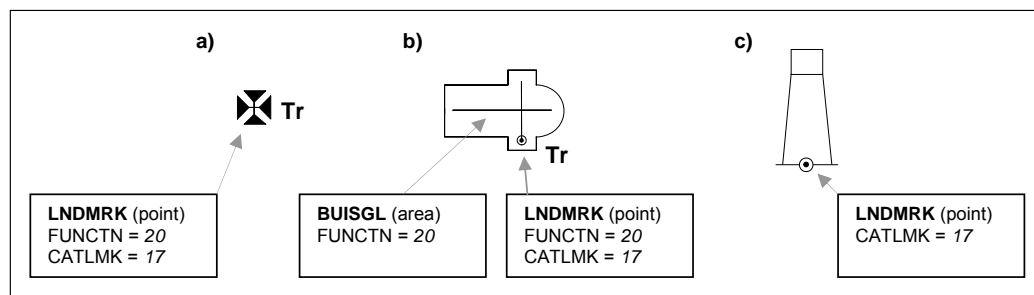 a)
Tr
LNDMRK (point)
FUNCTN = 20
CATLMK = 17
b)
Tr
BUISGL (area)
FUNCTN = 20
LNDMRK (point)
FUNCTN = 20
CATLMK = 17
c)
LNDMRK (point)
CATLMK = 17